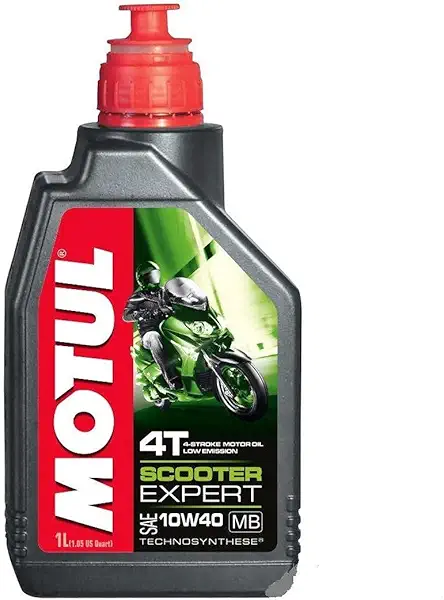 MOTUL®
4T 4-STROKE MOTOR OIL
LOW EMISSION
SCOOTER
EXPERT
SAE 10W40 MB
TECHNOSYNTHESE®
1L (1.05 US Quart)